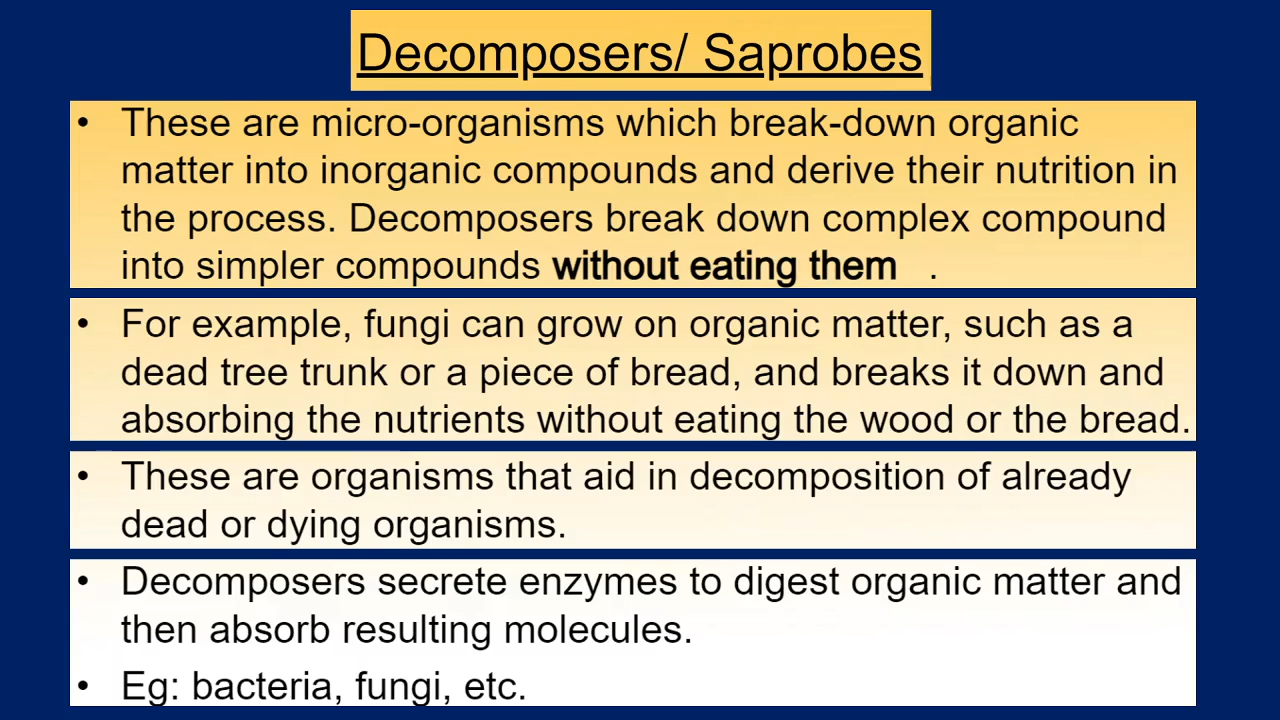 Decomposers/ Saprobes
• These are micro-organisms which break-down organic
matter into inorganic compounds and derive their nutrition in
the process. Decomposers break down complex compound
into simpler compounds without eating them .
• For example, fungi can grow on organic matter, such as a
dead tree trunk or a piece of bread, and breaks it down and
absorbing the nutrients without eating the wood or the bread.
• These are organisms that aid in decomposition of already
dead or dying organisms.
• Decomposers secrete enzymes to digest organic matter and
then absorb resulting molecules.
• Eg: bacteria, fungi, etc.